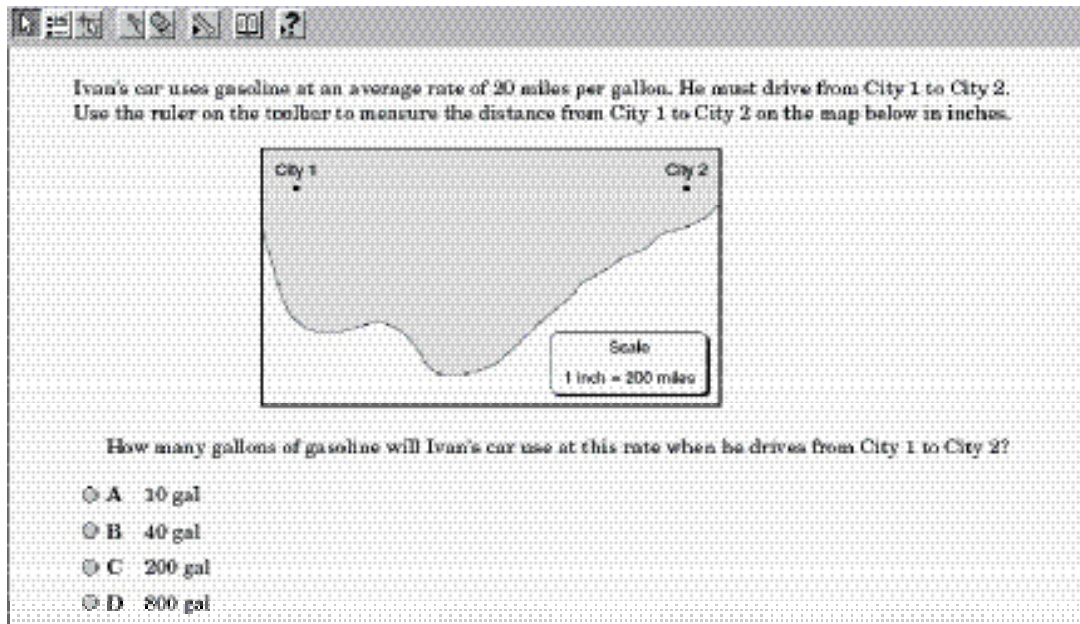 Ivan's car uses gasoline at an average rate of 20 miles per gallon. He must drive from City 1 to City 2.
Use the ruler on the toolbar to measure the distance from City 1 to City 2 on the map below in inches.
City 1
City 2
Scale
1 inch = 200 miles
How many gallons of gasoline will Ivan's car use at this rate when he drives from City 1 to City 2?
A 10 gal
B 40 gal
C 200 gal
D 800 gal